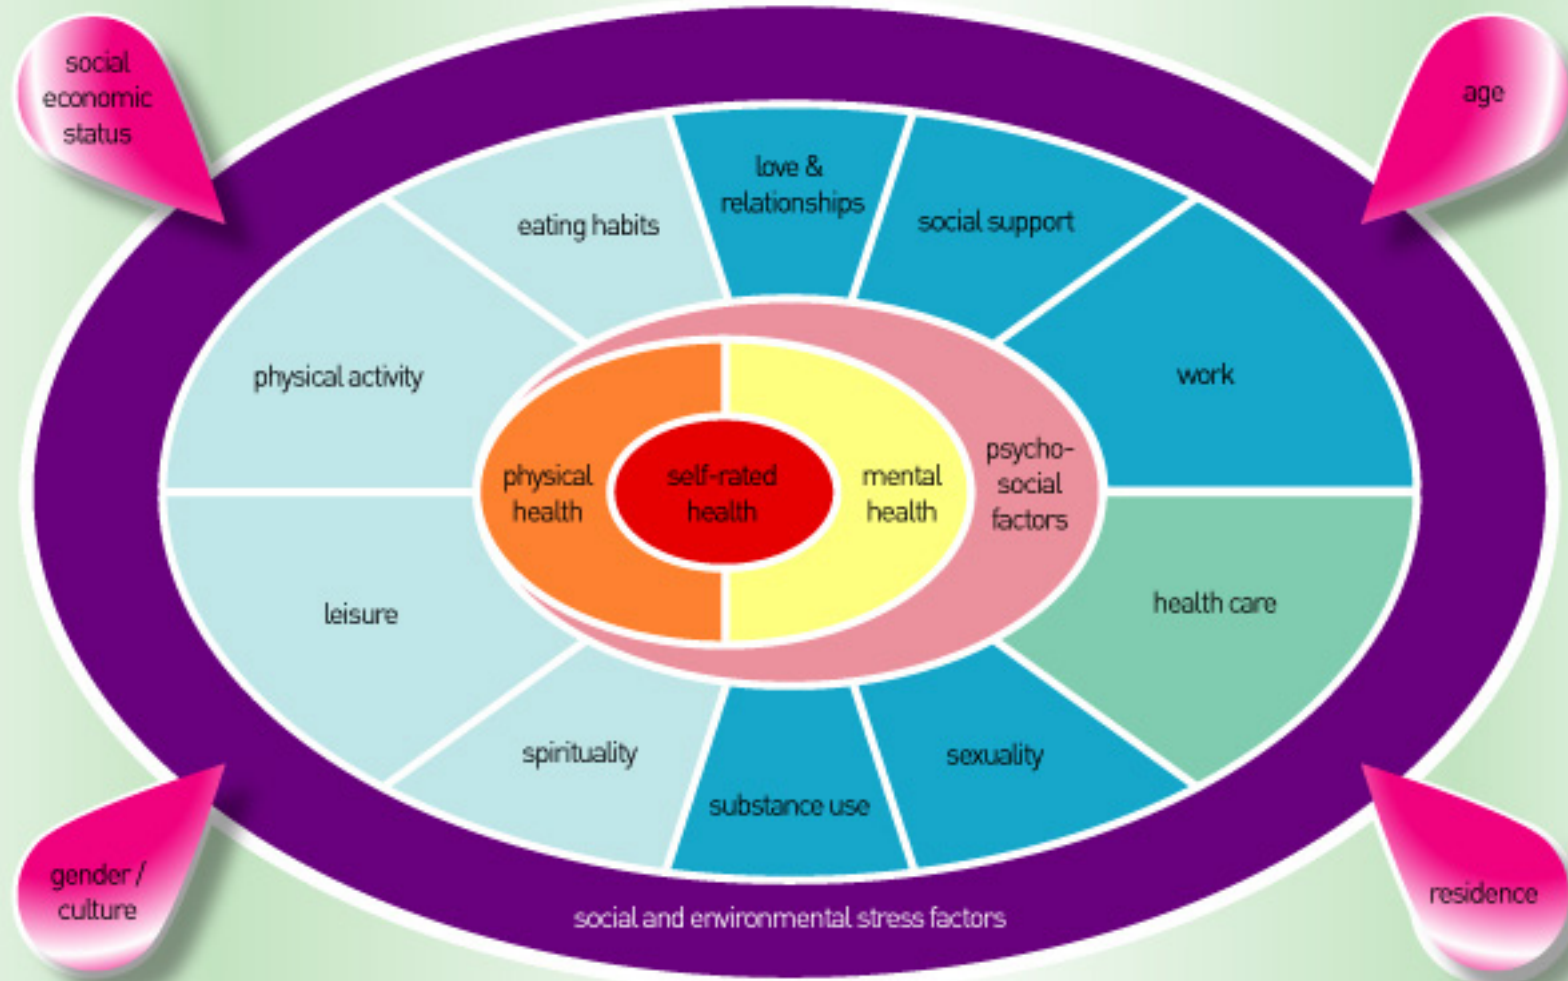 social
economic
status
age
love &
relationships
eating habits
social support
physical activity
work
physical
health
self-rated
health
mental
health
psycho-
social
factors
leisure
health care
spirituality
substance use
sexuality
gender /
culture
residence
social and environmental stress factors